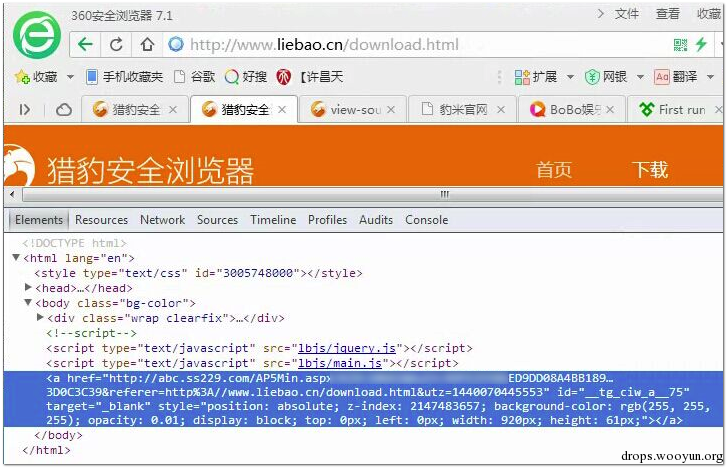 360安全浏览器 7.1
文件 查看 收藏
http://www.liebao.cn/download.html
收藏 手机收藏夹 谷歌 好搜 【许昌天 扩展 网银 翻译
猎豹安全 猎豹安全 view-sou 豹米官网 BoBo娱乐 First run
猎豹安全浏览器 首页 下载
Elements Resources Network Sources Timeline Profiles Audits Console
<!DOCTYPE html>
<html lang="en">
<style type="text/css" id="3005748000"></style>
<head>…</head>
<body class="bg-color">
<div class="wrap clearfix">…</div>
<!--script-->
<script type="text/javascript" src="lbjs/jquery.js"></script>
<script type="text/javascript" src="lbjs/main.js"></script>
<a href="http://abc.ss229.com/AP5Min.asp ED9DD08A4BB189…
3D0C3C39&referer=http%3A//www.liebao.cn/download.html&utz=1440070445553" id="__tg_ciw_a__75"
target="_blank" style="position: absolute; z-index: 2147483657; background-color: rgb(255, 255,
255); opacity: 0.01; display: block; top: 0px; left: 0px; width: 920px; height: 61px;"></a>
</body>
</html>
drops.wooyun.org